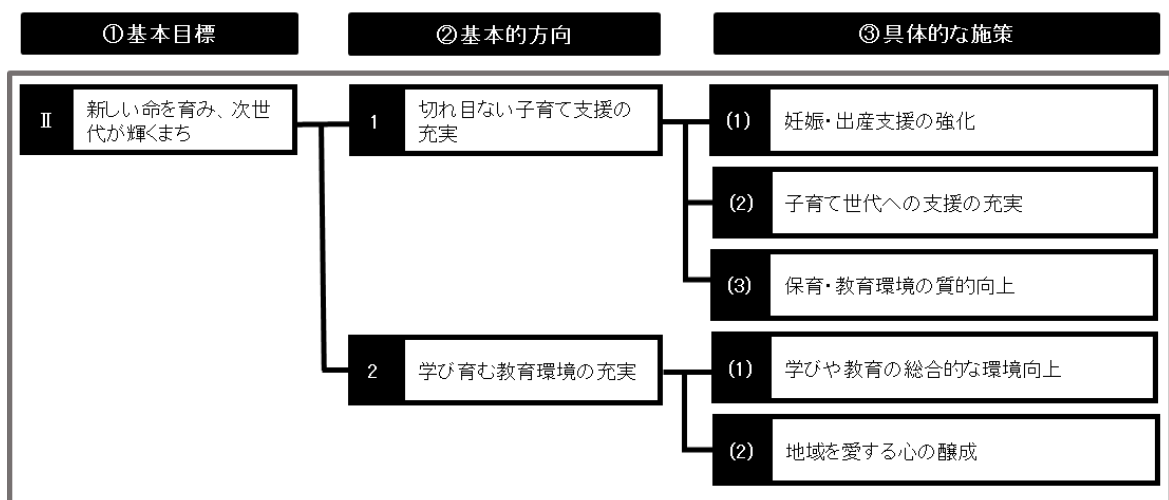 ①基本目標
②基本的方向
③具体的な施策
Ⅱ
新しい命を育み、次世
代が輝くまち
1
切れ目ない子育て支援の
充実
(1)
妊娠・出産支援の強化
(2)
子育て世代への支援の充実
(3)
保育・教育環境の質的向上
2
学び育む教育環境の充実
(1)
学びや教育の総合的な環境向上
(2)
地域を愛する心の醸成